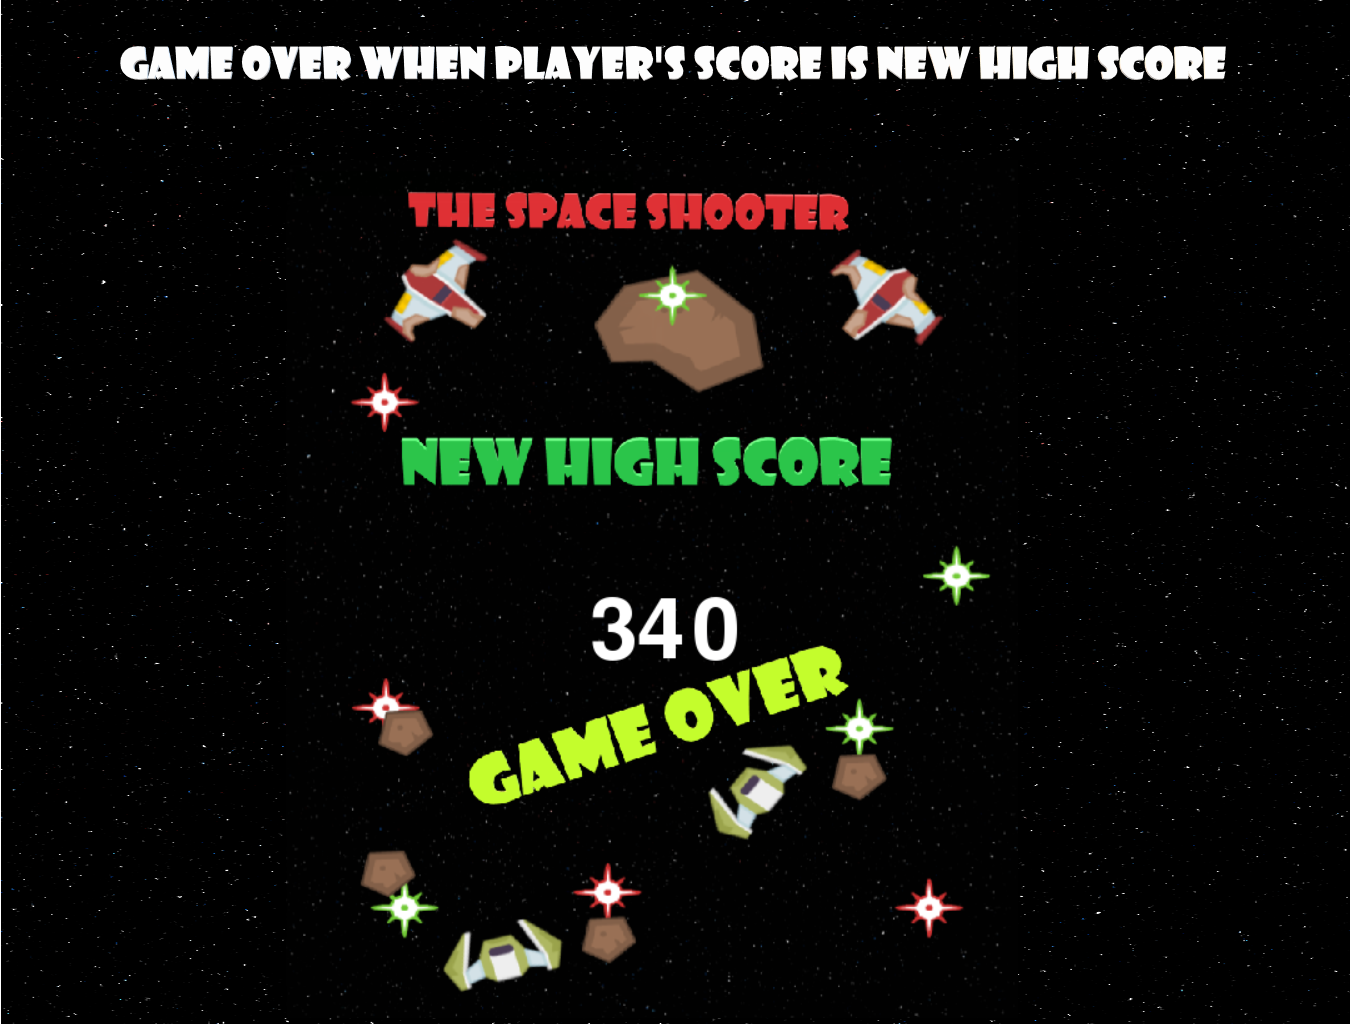 GAME OVER WHEN PLAYER'S SCORE IS NEW HIGH SCORE
THE SPACE SHOOTER
NEW HIGH SCORE
340
GAME OVER